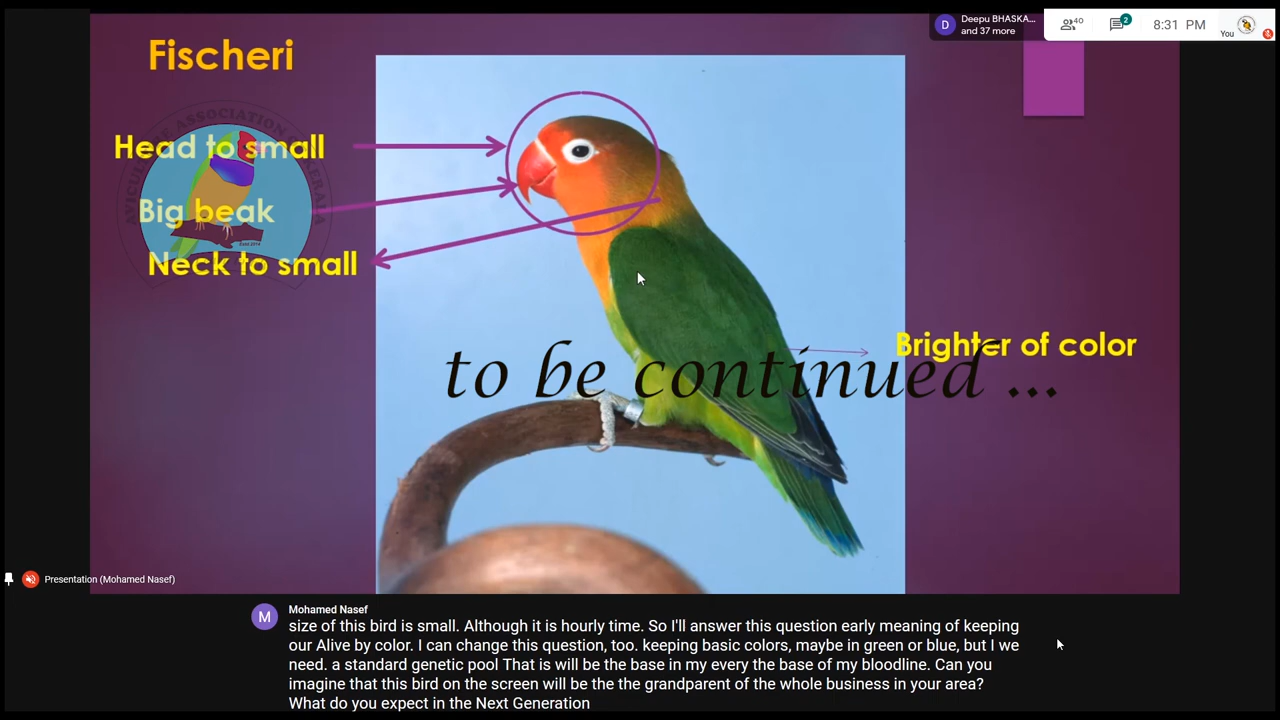 Deepu BHASKA...
and 37 more
D
40
2
8:31 PM
You
Fischeri
AVICULTURE ASSOCIATION KERALA
Head to small
Big beak
Neck to small
Brighter of color
to be continued ...
Presentation (Mohamed Nasef)
M
Mohamed Nasef
size of this bird is small. Although it is hourly time. So I'll answer this question early meaning of keeping
our Alive by color. I can change this question, too. keeping basic colors, maybe in green or blue, but I we
need. a standard genetic pool That is will be the base in my every the base of my bloodline. Can you
imagine that this bird on the screen will be the the grandparent of the whole business in your area?
What do you expect in the Next Generation